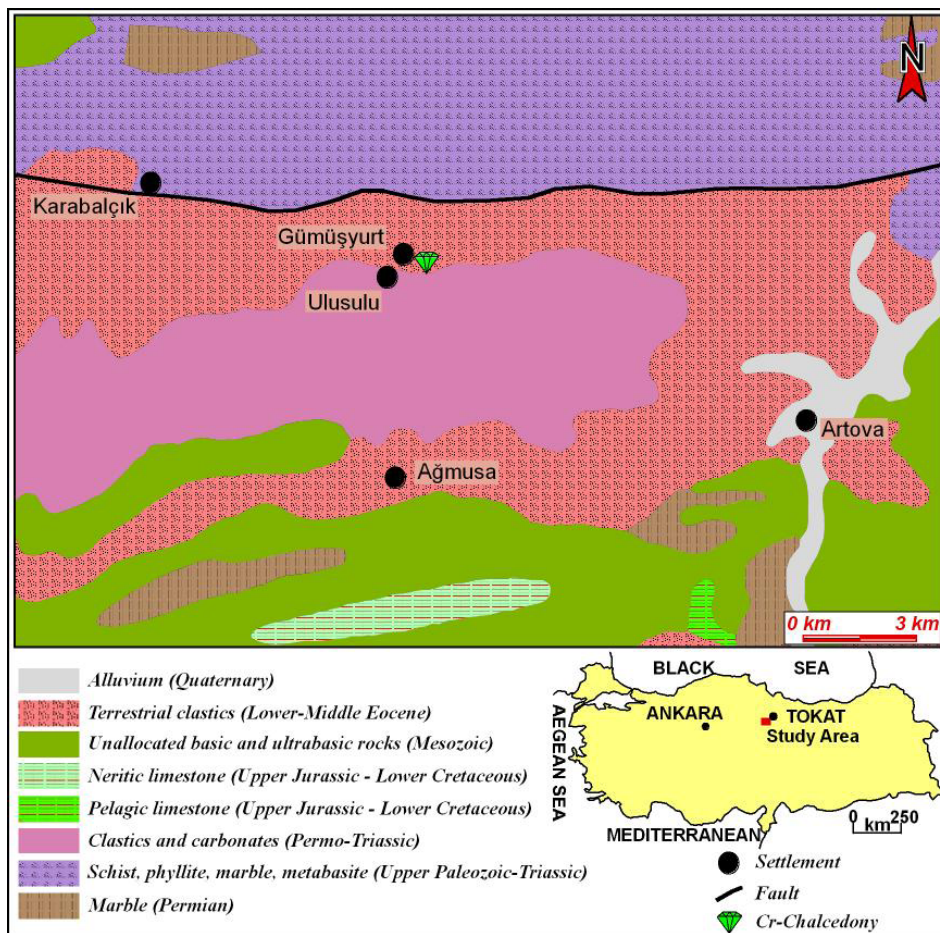 N
Karabalçık
Gümüşyurt
Ulusulu
Artova
Ağmusa
0 km 3 km
Alluvium (Quaternary)
Terrestrial clastics (Lower-Middle Eocene)
Unallocated basic and ultrabasic rocks (Mesozoic)
Neritic limestone (Upper Jurassic - Lower Cretaceous)
Pelagic limestone (Upper Jurassic - Lower Cretaceous)
Clastics and carbonates (Permo-Triassic)
Schist, phyllite, marble, metabasite (Upper Paleozoic-Triassic)
Marble (Permian)
BLACK SEA
AEGEAN SEA
ANKARA
TOKAT
Study Area
MEDITERRANEAN
0 km 250
Settlement
Fault
Cr-Chalcedony